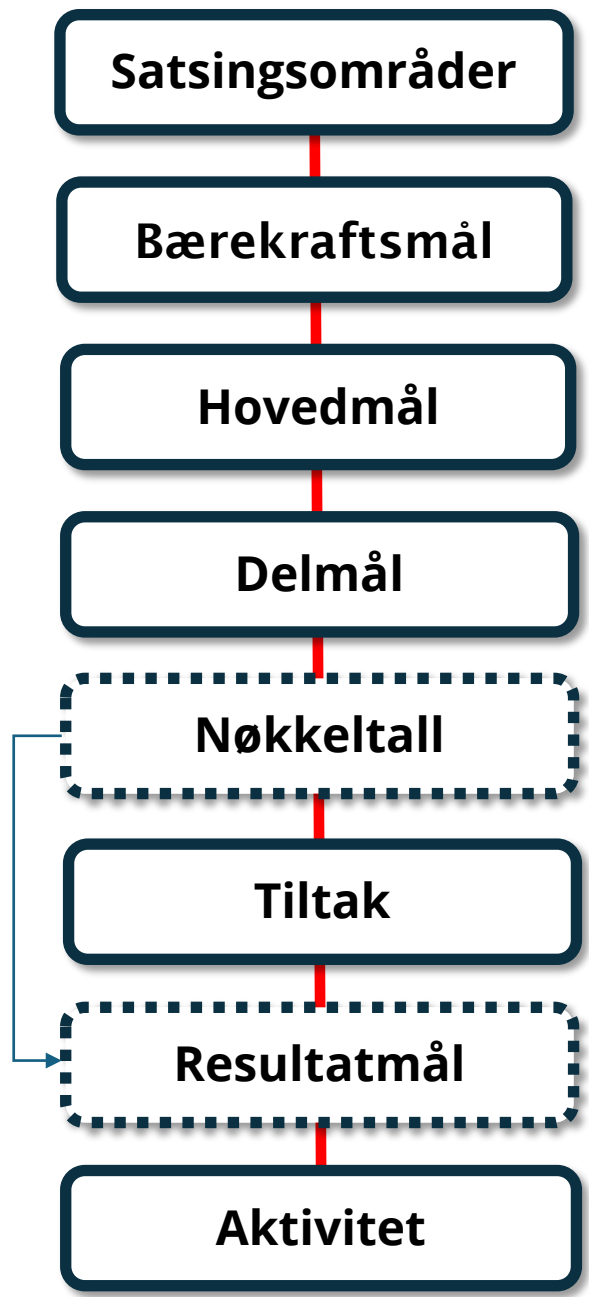 Satsingsområder
Bærekraftsmål
Hovedmål
Delmål
Nøkkeltall
Tiltak
Resultatmål
Aktivitet